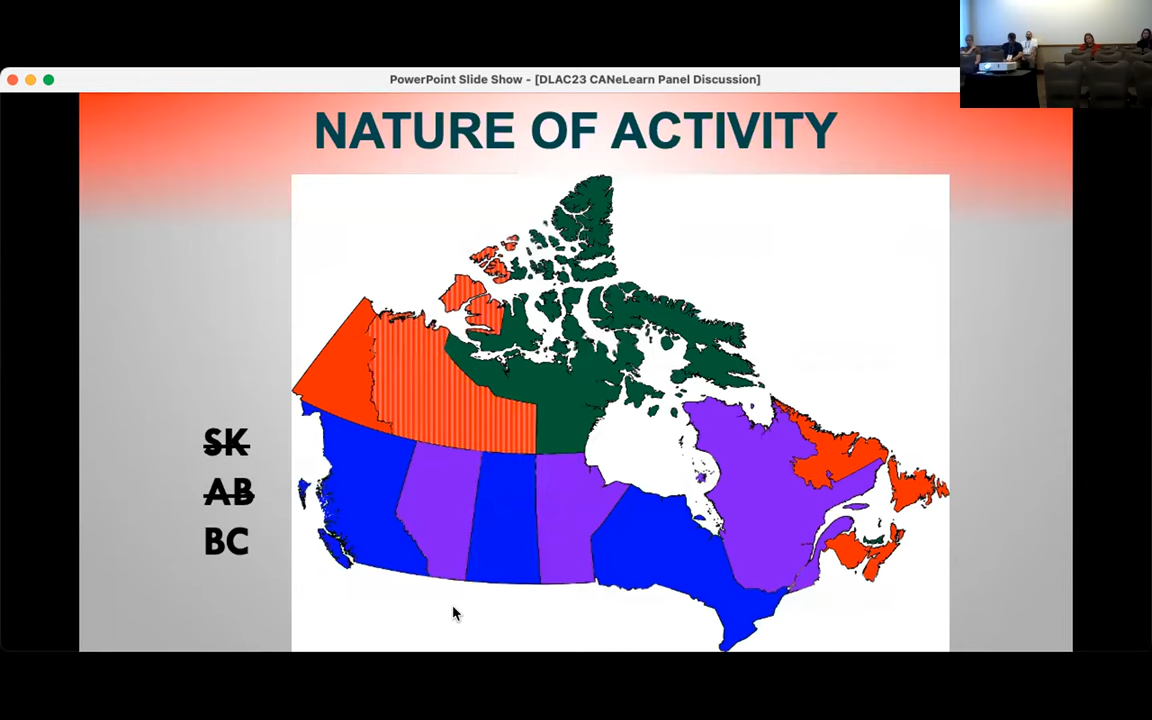 PowerPoint Slide Show - [DLAC23 CANeLearn Panel Discussion]
NATURE OF ACTIVITY
SK
AB
BC